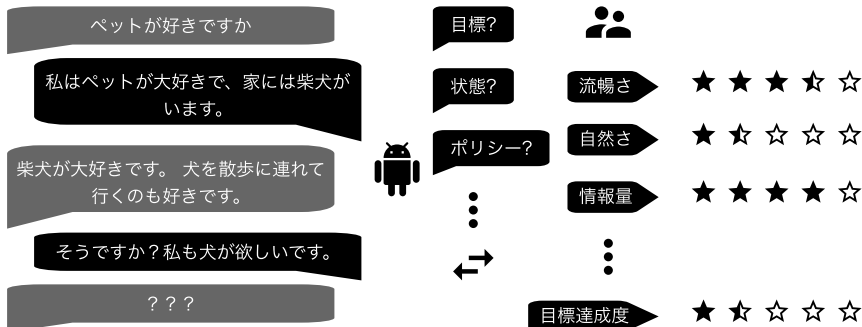 ペットが好きですか
私はペットが大好きで、家には柴犬が
います。
柴犬が大好きです。 犬を散歩に連れて
行くのも好きです。
そうですか？私も犬が欲しいです。
？？？
目標?
状態?
ポリシー?
流暢さ
自然さ
情報量
目標達成度